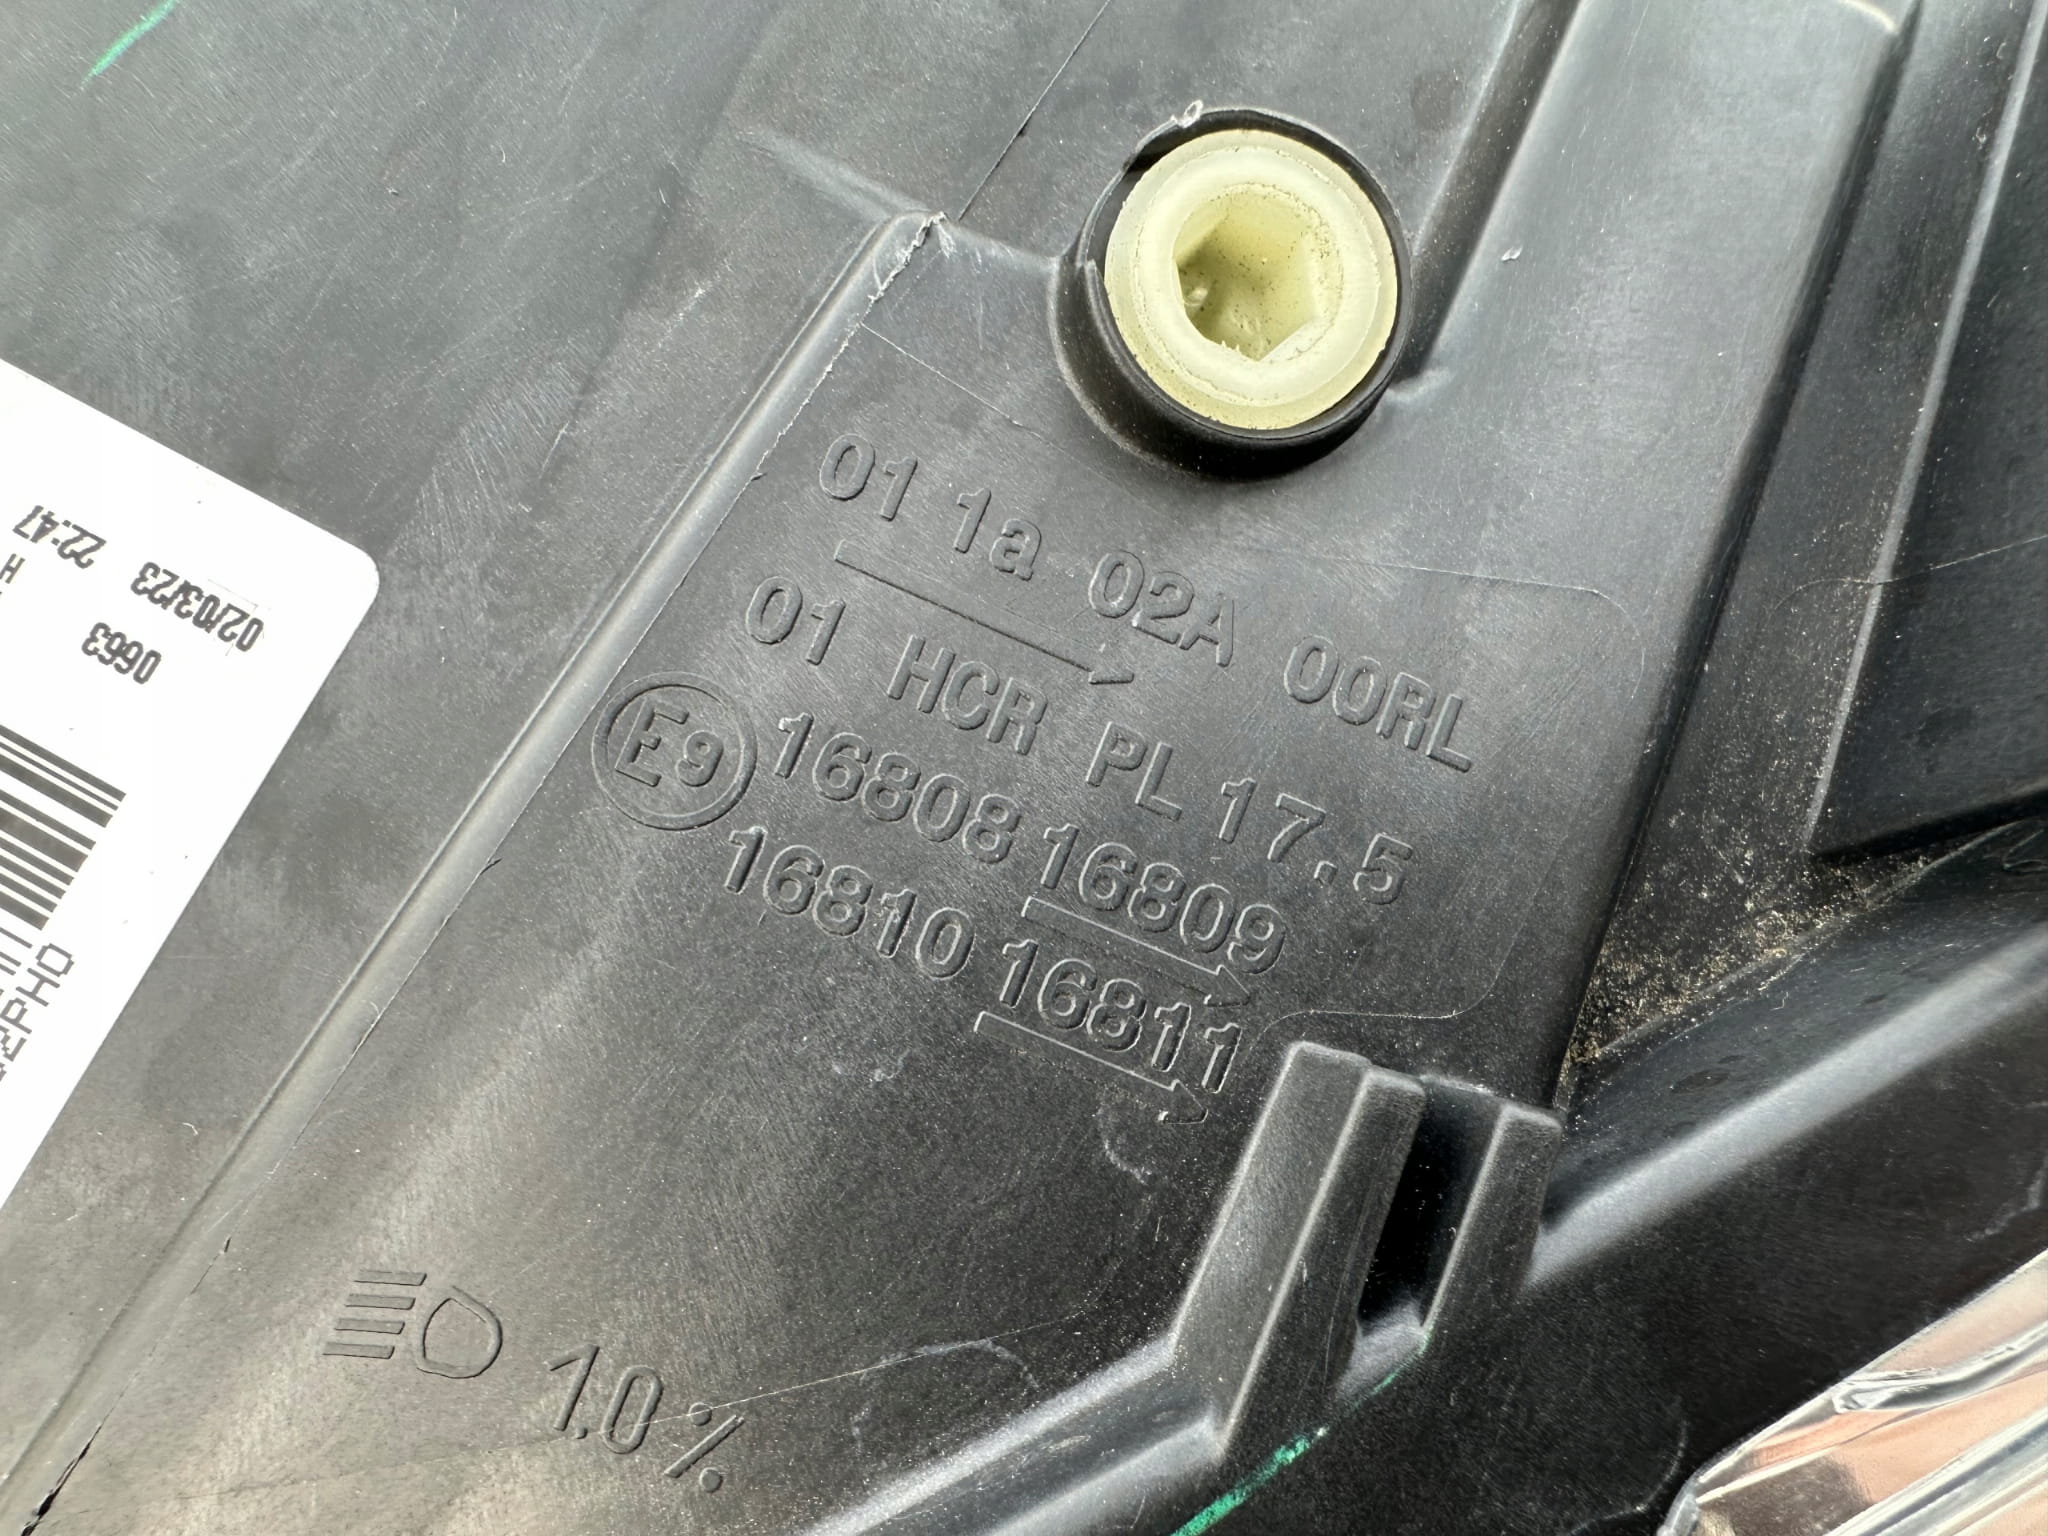 01 1a 02A 00RL
01 HCR PL 17.5
E9 16808 16809
16810 16811
1.0%
02/03/23 22:47
0663